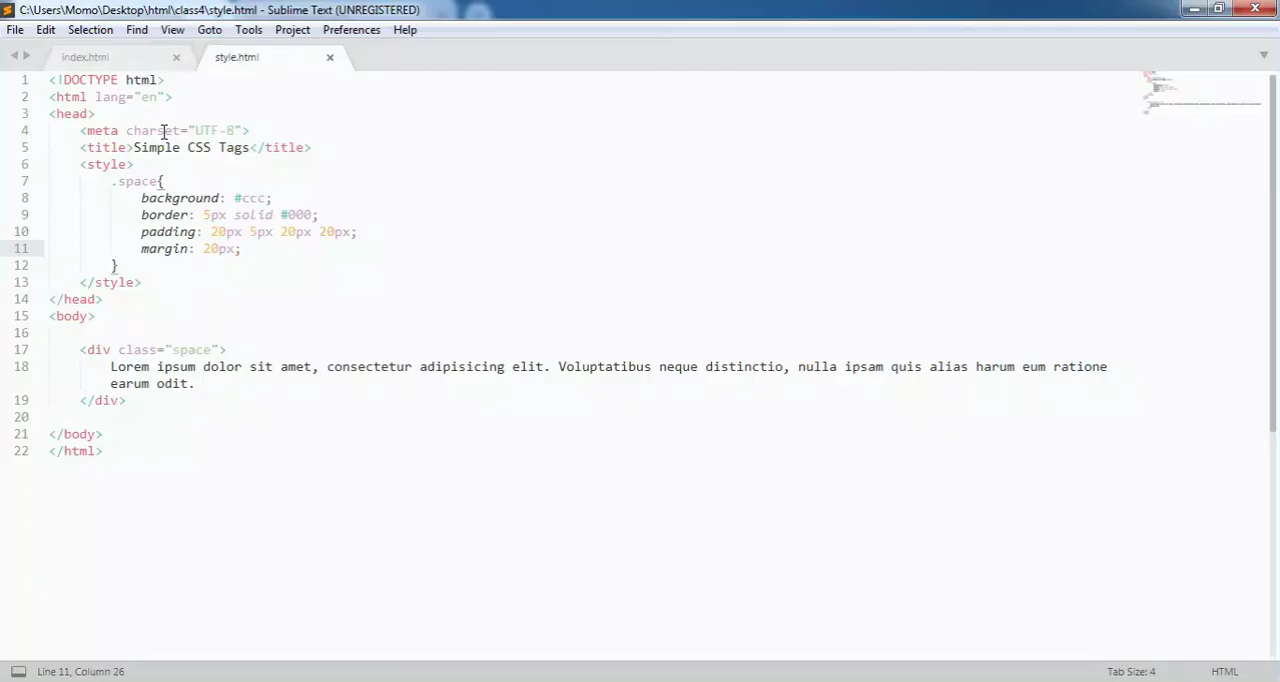 C:\Users\Momo\Desktop\html\class4\style.html - Sublime Text (UNREGISTERED)
File Edit Selection Find View Goto Tools Project Preferences Help
index.html style.html
1 <!DOCTYPE html>
2 <html lang="en">
3 <head>
4 <meta charset="UTF-8">
5 <title>Simple CSS Tags</title>
6 <style>
7 .space{
8 background: #ccc;
9 border: 5px solid #000;
10 padding: 20px 5px 20px 20px;
11 margin: 20px;
12 }
13 </style>
14 </head>
15 <body>
16
17 <div class="space">
18 Lorem ipsum dolor sit amet, consectetur adipisicing elit. Voluptatibus neque distinctio, nulla ipsam quis alias harum eum ratione
earum odit.
19 </div>
20
21 </body>
22 </html>
Line 11, Column 26 Tab Size: 4 HTML